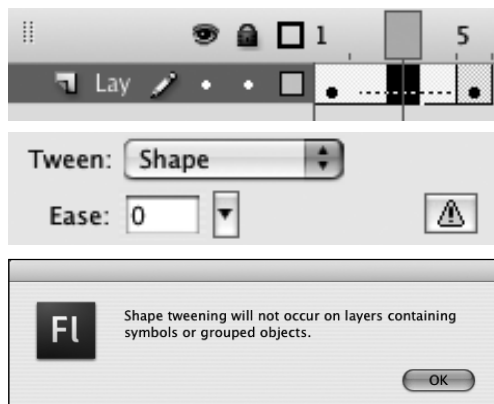 1 5
Lay
Tween: Shape
Ease: 0
Fl
Shape tweening will not occur on layers containing
symbols or grouped objects.
OK